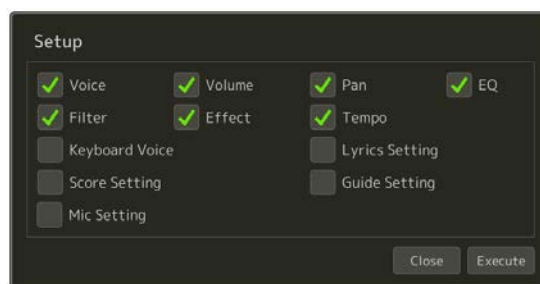 Setup
Voice Volume Pan EQ
Filter Effect Tempo
Keyboard Voice Lyrics Setting
Score Setting Guide Setting
Mic Setting
Close Execute